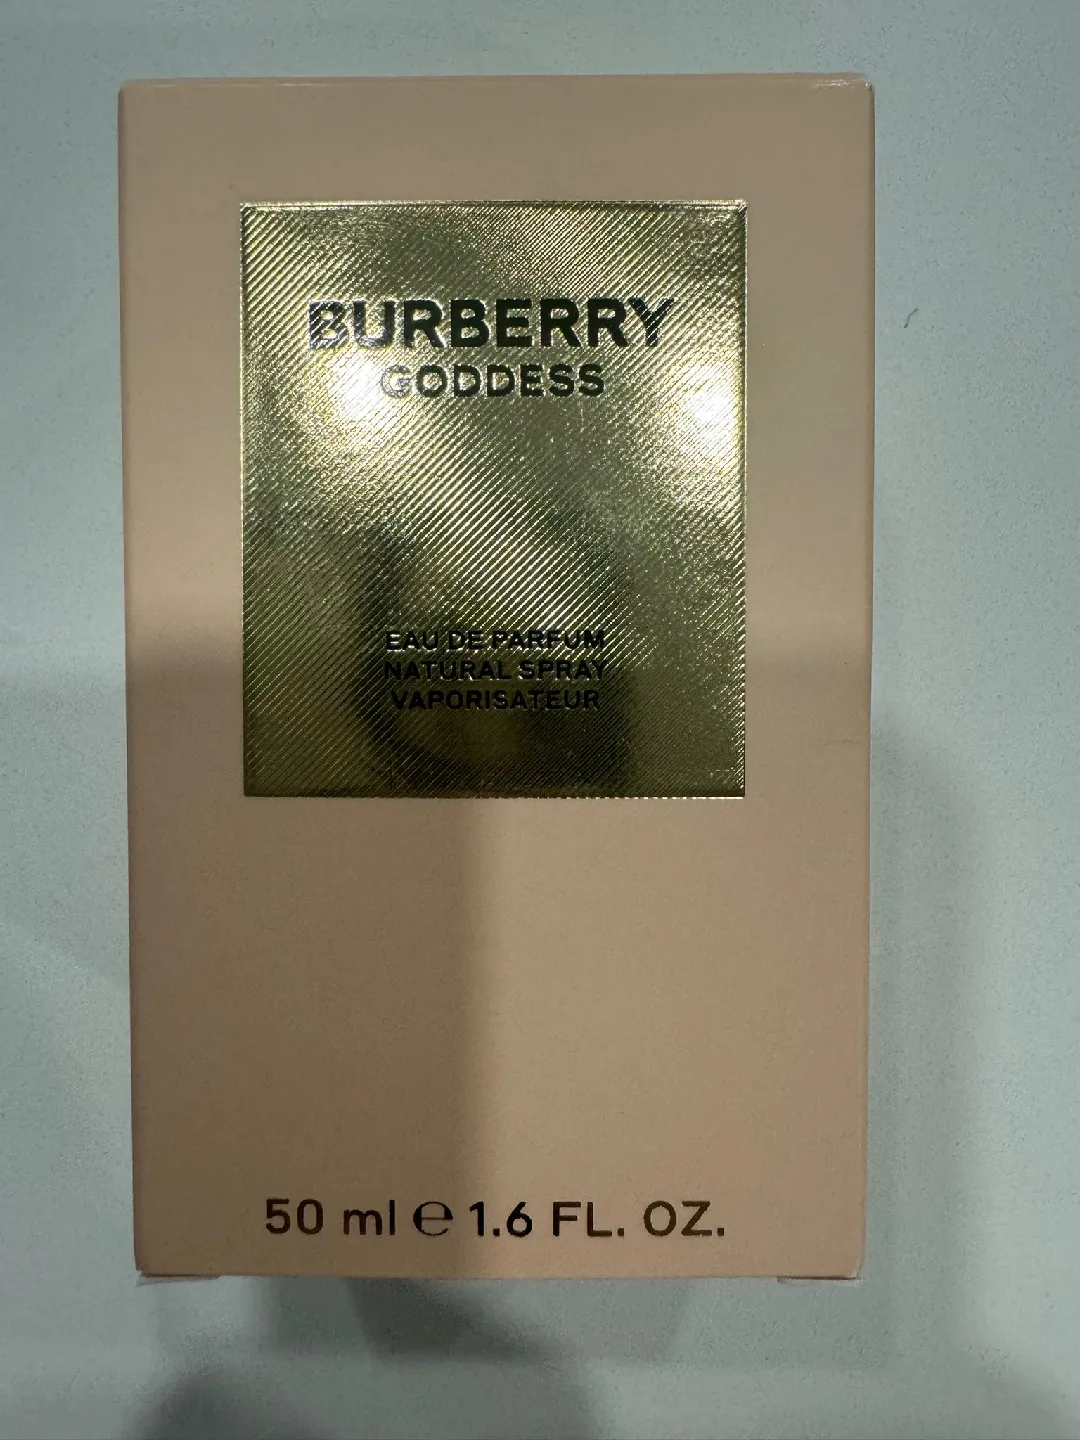 BURBERRY
GODDESS
EAU DE PARFUM
NATURAL SPRAY
VAPORISATEUR
50 ml ℮ 1.6 FL. OZ.